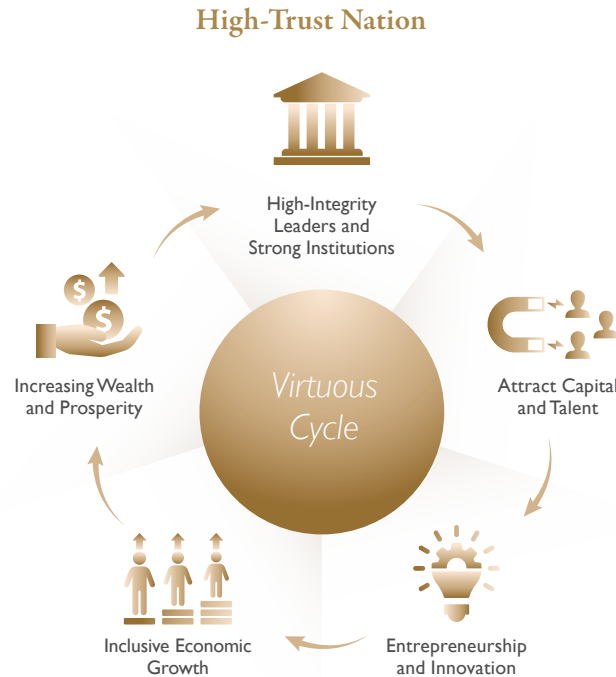 High-Trust Nation
High-Integrity
Leaders and
Strong Institutions
Attract Capital
and Talent
Entrepreneurship
and Innovation
Inclusive Economic
Growth
Increasing Wealth
and Prosperity
$
$
Virtuous
Cycle